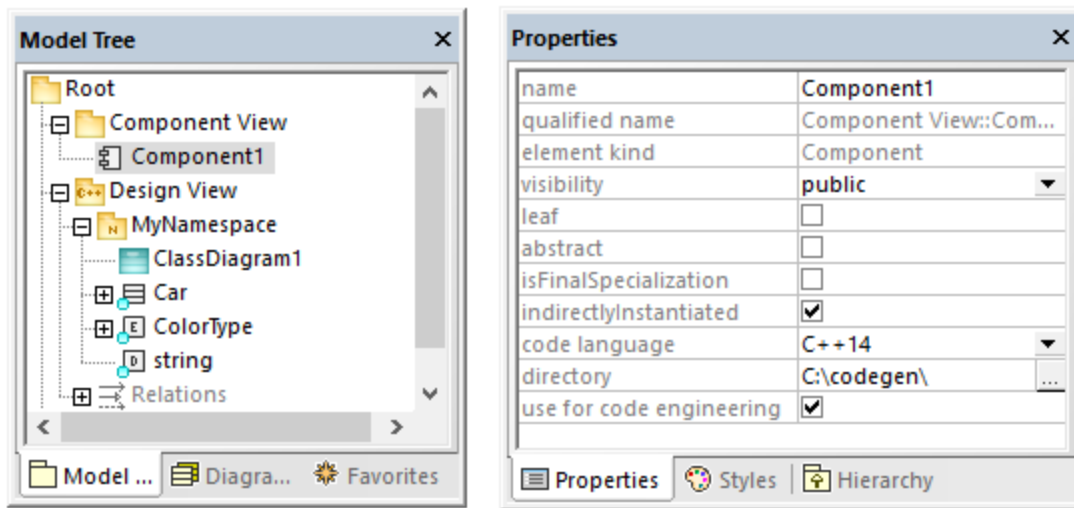 Model Tree
Root
Component View
Component1
C++ Design View
N MyNamespace
ClassDiagram1
Car
E ColorType
D string
Relations
Model ... Diagra... Favorites
Properties
name Component1
qualified name Component View::Com...
element kind Component
visibility public
leaf
abstract
isFinalSpecialization
indirectlyInstantiated
code language C++14
directory C:\codegen\ ...
use for code engineering
Properties Styles Hierarchy